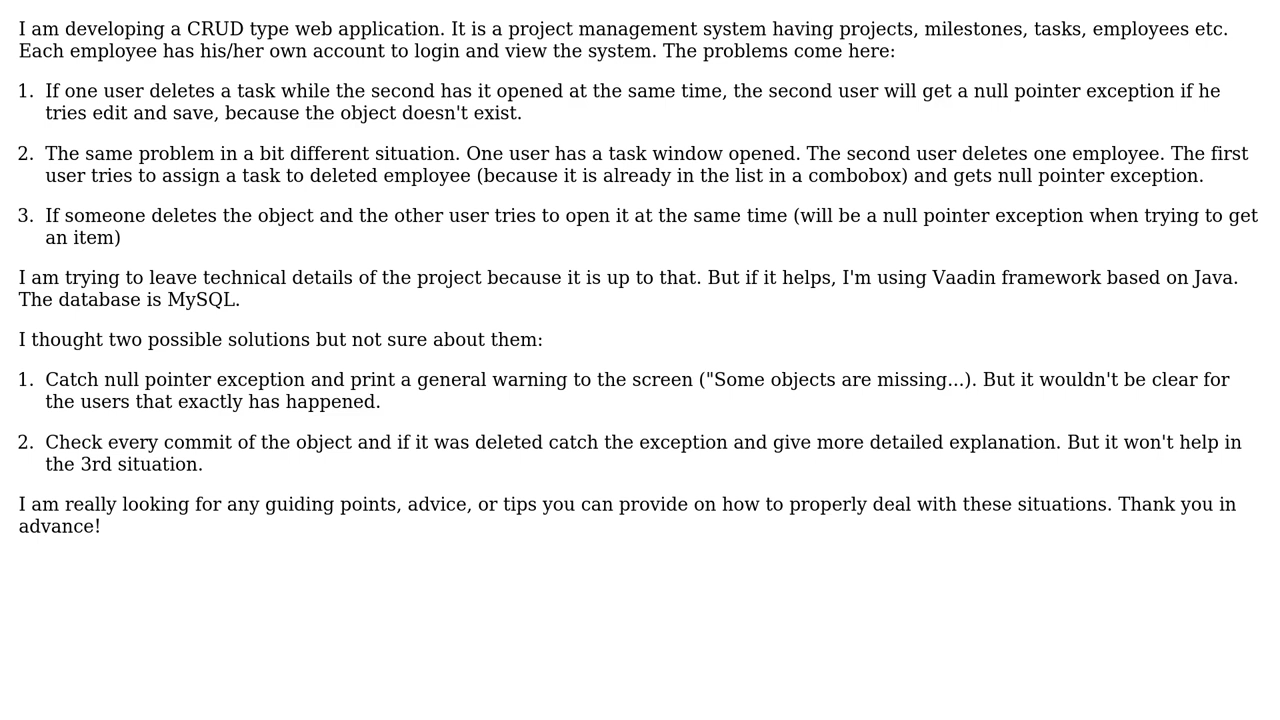 I am developing a CRUD type web application. It is a project management system having projects, milestones, tasks, employees etc.
Each employee has his/her own account to login and view the system. The problems come here:
1. If one user deletes a task while the second has it opened at the same time, the second user will get a null pointer exception if he
tries edit and save, because the object doesn't exist.
2. The same problem in a bit different situation. One user has a task window opened. The second user deletes one employee. The first
user tries to assign a task to deleted employee (because it is already in the list in a combobox) and gets null pointer exception.
3. If someone deletes the object and the other user tries to open it at the same time (will be a null pointer exception when trying to get
an item)
I am trying to leave technical details of the project because it is up to that. But if it helps, I'm using Vaadin framework based on Java.
The database is MySQL.
I thought two possible solutions but not sure about them:
1. Catch null pointer exception and print a general warning to the screen ("Some objects are missing...). But it wouldn't be clear for
the users that exactly has happened.
2. Check every commit of the object and if it was deleted catch the exception and give more detailed explanation. But it won't help in
the 3rd situation.
I am really looking for any guiding points, advice, or tips you can provide on how to properly deal with these situations. Thank you in
advance!